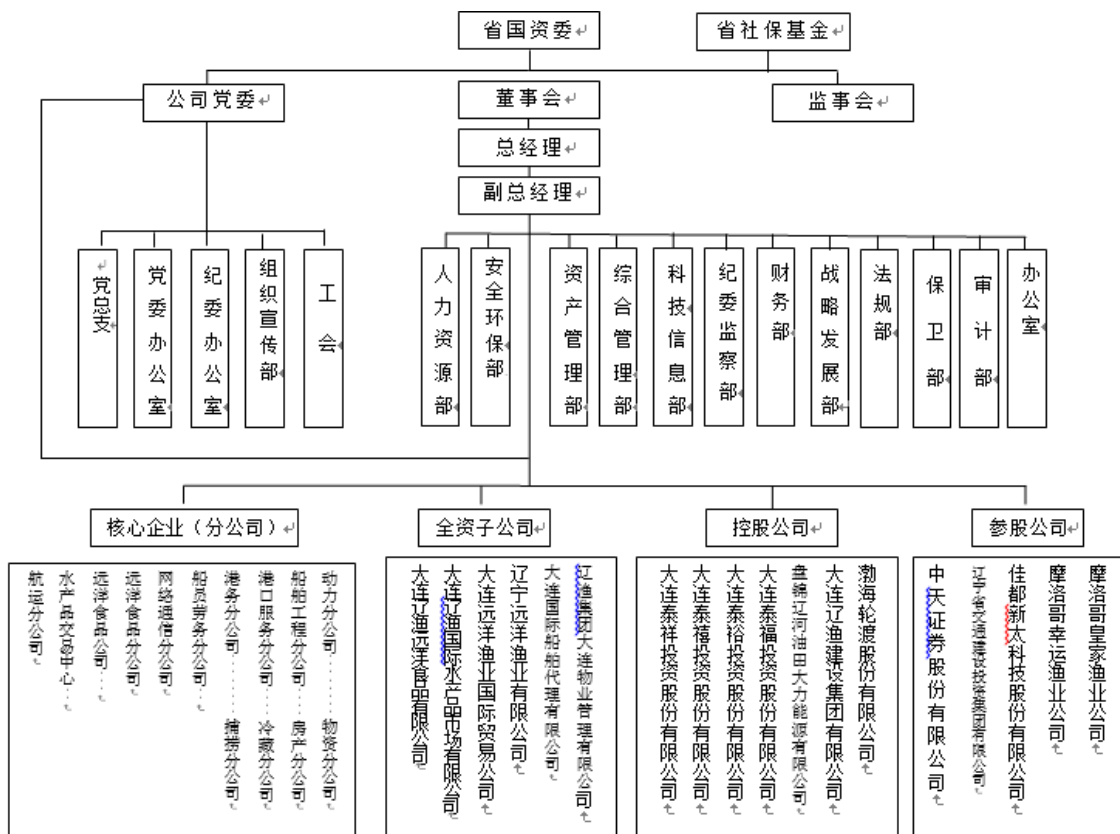 省国资委
省社保基金
公司党委
董事会
监事会
总经理
副总经理
党总支
党委办公室
纪委办公室
组织宣传部
工会
人力资源部
安全环保部
资产管理部
综合管理部
科技信息部
纪委监察部
财务部
战略发展部
法规部
保卫部
审计部
办公室
核心企业（分公司）
全资子公司
控股公司
参股公司
航运分公司
水产品交易中心
远洋食品公司
远洋食品分公司
网络通信分公司
船员劳务分公司
港务分公司……捕捞分公司
港口服务分公司……冷藏分公司
船舶工程分公司……房产分公司
动力分公司……物资分公司
大连辽渔远洋食品有限公司
大连辽渔国际水产品市场有限公司
大连远洋渔业国际贸易公司
辽宁远洋渔业有限公司
大连国际船舶代理有限公司
辽渔集团大连物业管理有限公司
大连泰祥投资股份有限公司
大连泰禧投资股份有限公司
大连泰裕投资股份有限公司
大连泰福投资股份有限公司
盘锦辽河油田大力能源有限公司
大连辽渔建设集团有限公司
渤海轮渡股份有限公司
中天证券股份有限公司
辽宁省交通建设投资集团有限公司
佳都新太科技股份有限公司
摩洛哥幸运渔业公司
摩洛哥皇家渔业公司